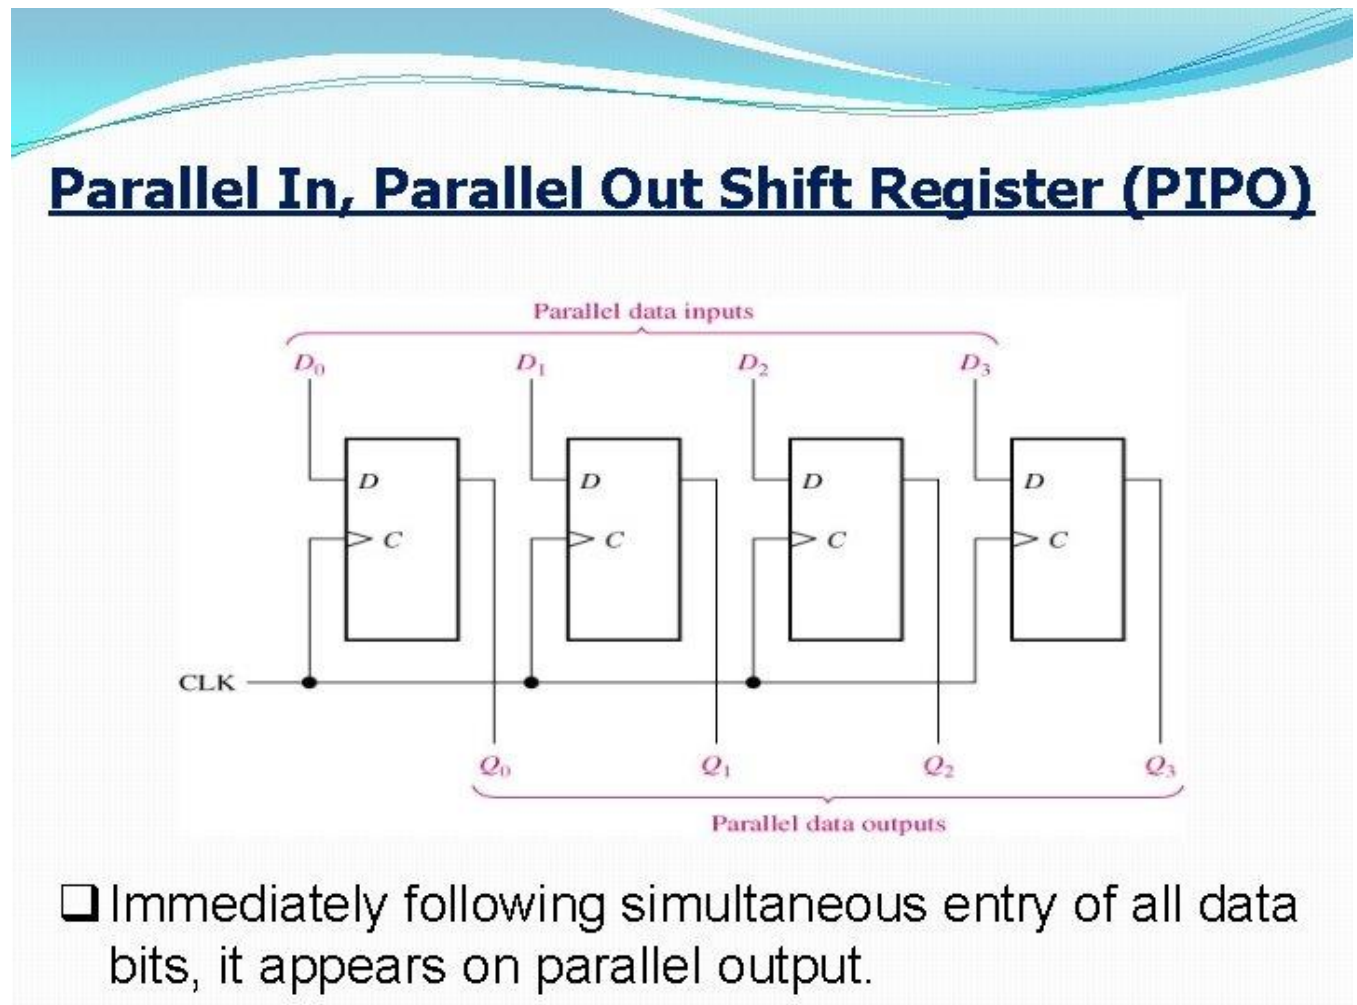 Parallel In, Parallel Out Shift Register (PIPO)
Parallel data inputs
D₀ D₁ D₂ D₃
D D D D
C C C C
CLK
Q₀ Q₁ Q₂ Q₃
Parallel data outputs
❑ Immediately following simultaneous entry of all data
bits, it appears on parallel output.